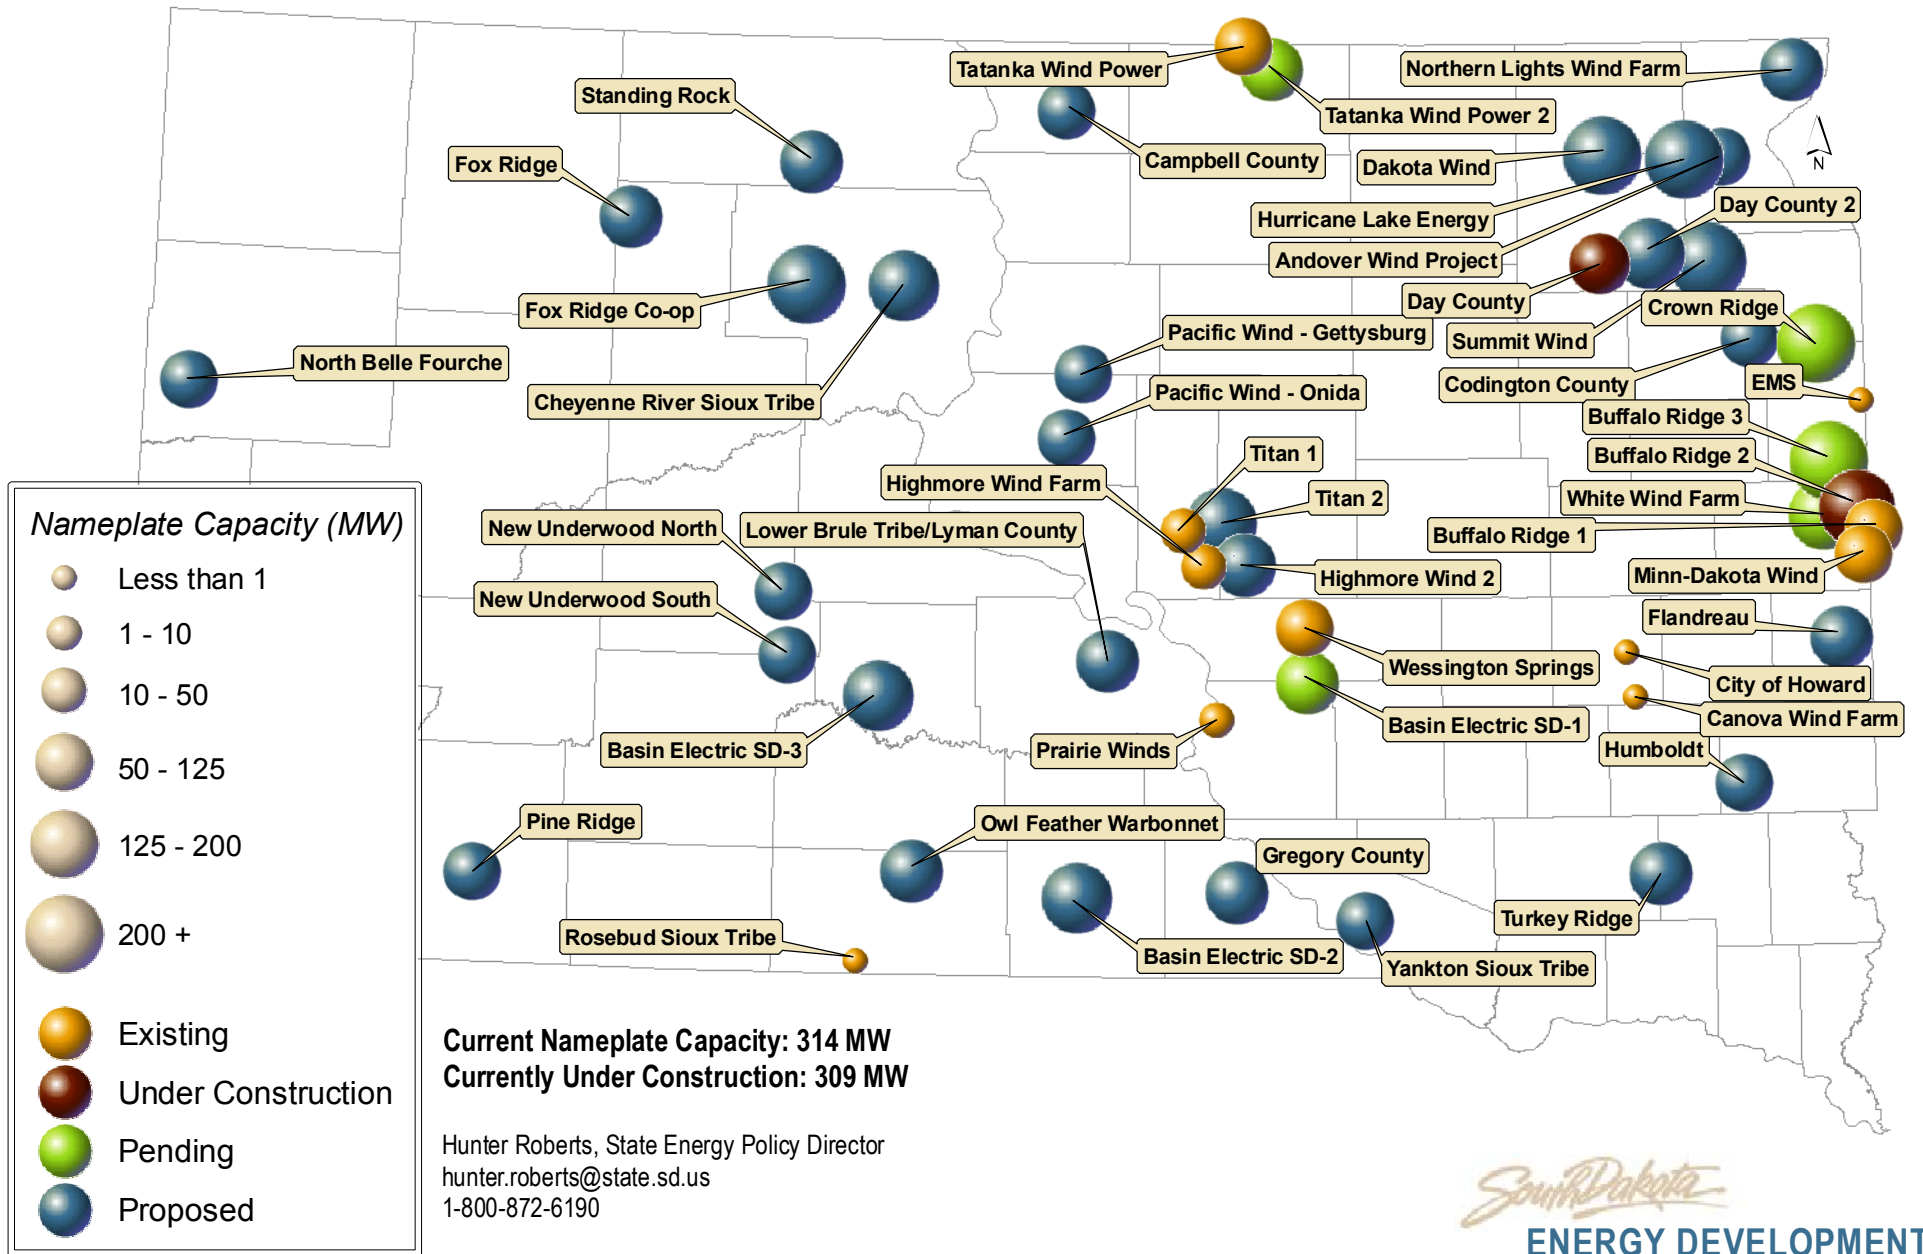 Tatanka Wind Power
Northern Lights Wind Farm
Standing Rock
Tatanka Wind Power 2
Fox Ridge
Campbell County
Dakota Wind
N
Day County 2
Hurricane Lake Energy
Andover Wind Project
Day County
Crown Ridge
Fox Ridge Co-op
Pacific Wind - Gettysburg
Summit Wind
North Belle Fourche
Codington County
EMS
Cheyenne River Sioux Tribe
Pacific Wind - Onida
Buffalo Ridge 3
Titan 1
Buffalo Ridge 2
Highmore Wind Farm
Titan 2
White Wind Farm
New Underwood North
Lower Brule Tribe/Lyman County
Buffalo Ridge 1
Highmore Wind 2
Minn-Dakota Wind
New Underwood South
Flandreau
Wessington Springs
City of Howard
Basin Electric SD-3
Prairie Winds
Basin Electric SD-1
Canova Wind Farm
Humboldt
Pine Ridge
Owl Feather Warbonnet
Gregory County
Turkey Ridge
Rosebud Sioux Tribe
Basin Electric SD-2
Yankton Sioux Tribe
Nameplate Capacity (MW)
Less than 1
1 - 10
10 - 50
50 - 125
125 - 200
200 +
Existing
Under Construction
Pending
Proposed
Current Nameplate Capacity: 314 MW
Currently Under Construction: 309 MW
Hunter Roberts, State Energy Policy Director
hunter.roberts@state.sd.us
1-800-872-6190
South Dakota
ENERGY DEVELOPMENT